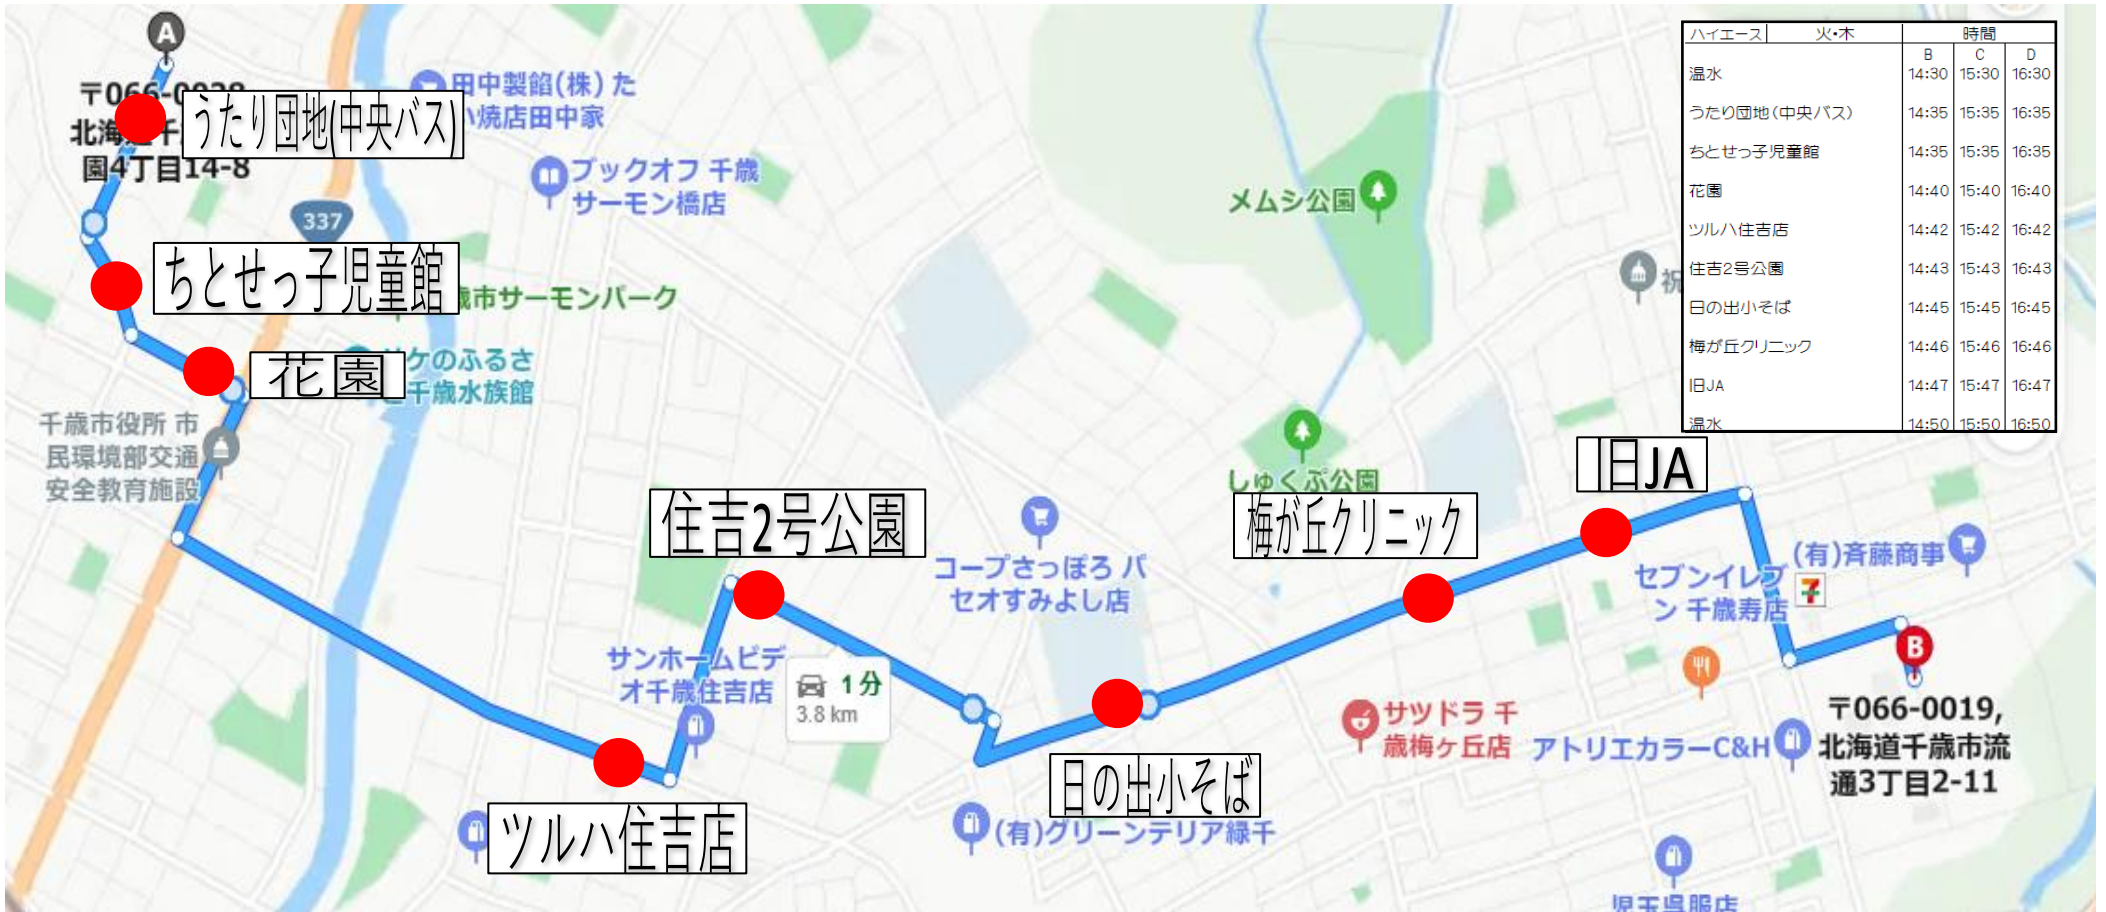 A
〒066-0028
北海道千
園4丁目14-8
うたり団地(中央バス)
田中製餡(株) た
い焼店田中家
ブックオフ 千歳
サーモン橋店
337
ちとせっ子児童館
歳市サーモンパーク
花園
サケのふるさ
と千歳水族館
千歳市役所 市
民環境部交通
安全教育施設
メムシ公園
祝
しゅくぷ公園
住吉2号公園
コープさっぽろ パ
セオすみよし店
梅が丘クリニック
旧JA
(有)斉藤商事
セブンイレブ
ン 千歳寿店
サンホームビデ
オ千歳住吉店
1分
3.8 km
ツルハ住吉店
日の出小そば
(有)グリーンテリア緑千
サツドラ 千
歳梅ヶ丘店
アトリエカラーC&H
B
〒066-0019,
北海道千歳市流
通3丁目2-11
児玉呉服店
ハイエース 火・木 時間
B C D
温水 14:30 15:30 16:30
うたり団地(中央バス) 14:35 15:35 16:35
ちとせっ子児童館 14:35 15:35 16:35
花園 14:40 15:40 16:40
ツルハ住吉店 14:42 15:42 16:42
住吉2号公園 14:43 15:43 16:43
日の出小そば 14:45 15:45 16:45
梅が丘クリニック 14:46 15:46 16:46
旧JA 14:47 15:47 16:47
温水 14:50 15:50 16:50